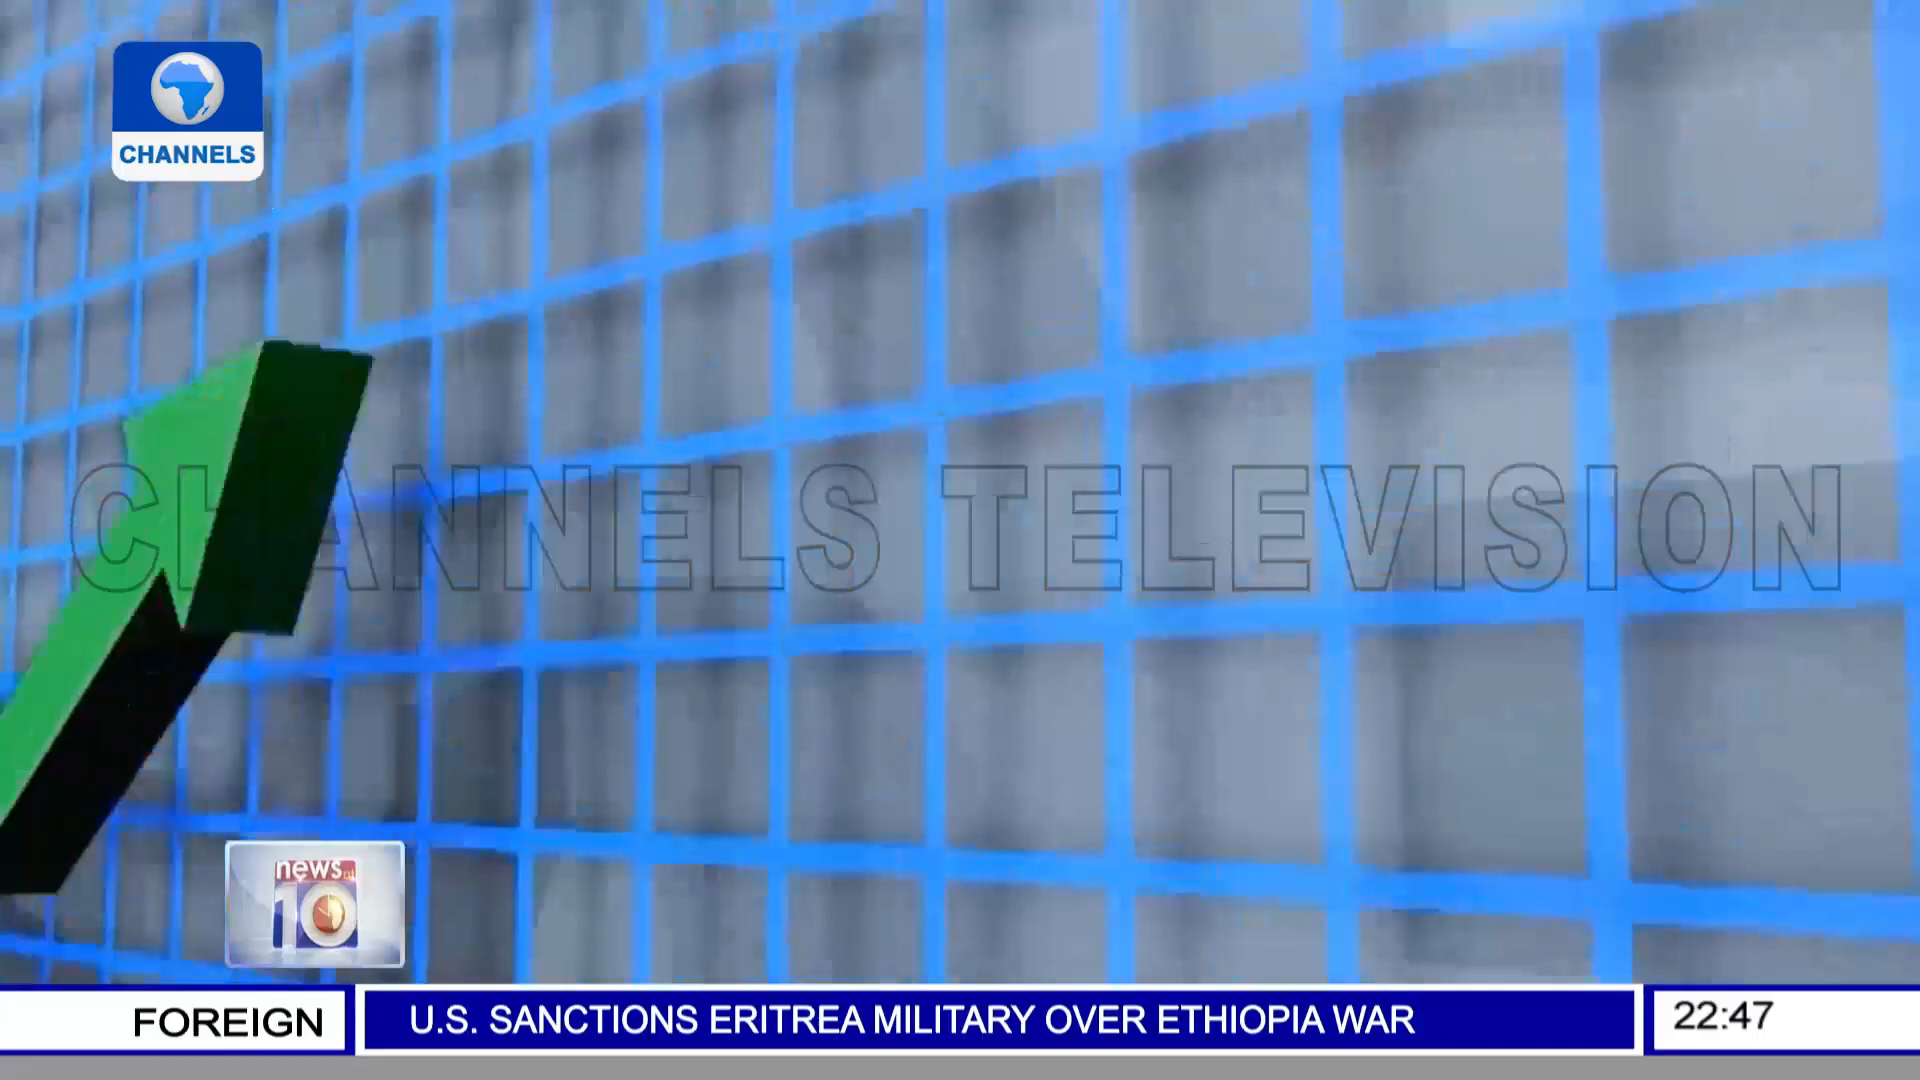 CHANNELS
CHANNELS TELEVISION
news at
10
FOREIGN
U.S. SANCTIONS ERITREA MILITARY OVER ETHIOPIA WAR
22:47